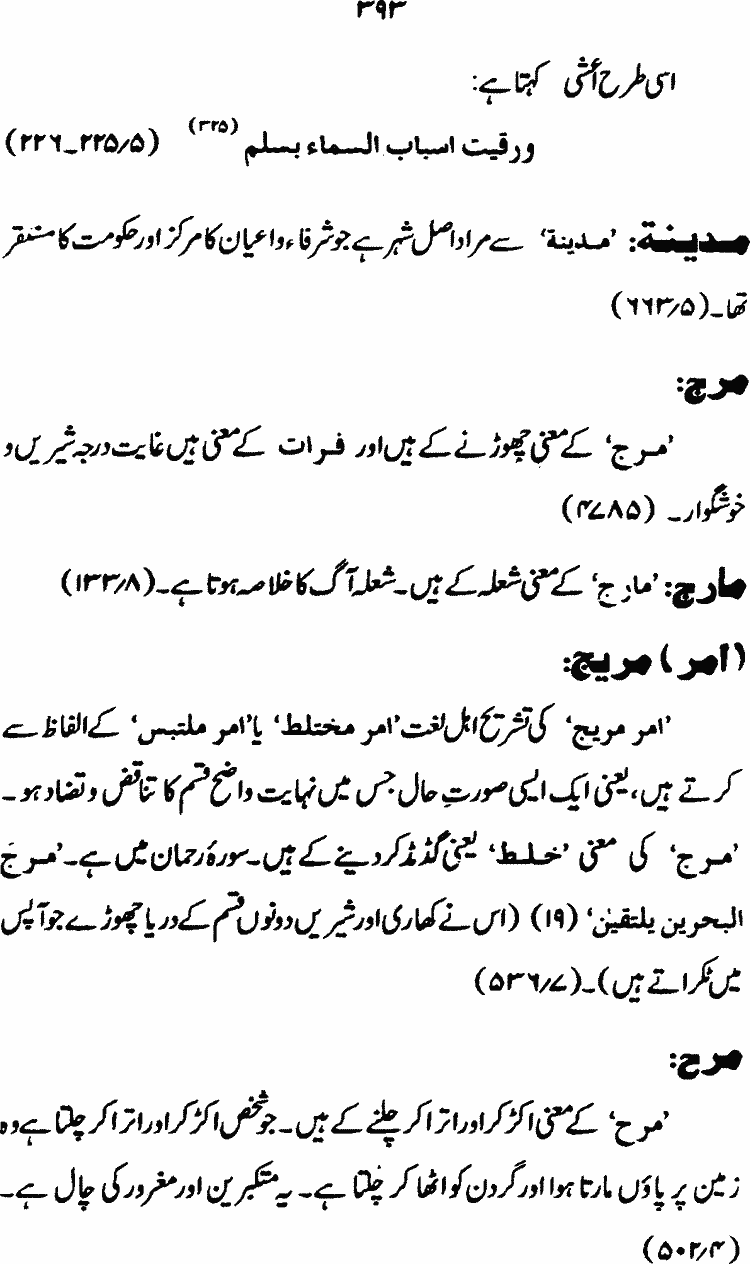 ۳۹۳
اسی طرح أعشی کہتا ہے:
ورقیت اسباب السماء بسلم (۳۲۵) (۲۲۵/۵۔۲۲۶)
مدینة: ’مدینة‘ سے مراد اصل شہر ہے جو شرفاء و اعیان کا مرکز اور حکومت کا مستقر
تھا۔ (۶۶۳/۵)
مرج:
’مرج‘ کے معنی چھوڑنے کے ہیں اور فرات کے معنی ہیں غایت درجہ شیریں و
خوشگوار۔ (۴۷۸۵)
مارج: ’مارج‘ کے معنی شعلہ کے ہیں۔ شعلہ آگ کا خلاصہ ہوتا ہے۔ (۱۳۳/۸)
(امر) مریج:
’امر مریج‘ کی تشریح اہل لغت ’امر مختلط‘ یا ’امر ملتبس‘ کے الفاظ سے
کرتے ہیں، یعنی ایک ایسی صورتِ حال جس میں نہایت واضح قسم کا تناقض و تضاد ہو۔
’مرج‘ کی معنی ’خلط‘ یعنی گڈمڈ کر دینے کے ہیں۔ سورۂ رحمان میں ہے۔ ’مرجَ
البحرین یلتقیٰن‘ (۱۹) (اس نے کھاری اور شیریں دونوں قسم کے دریا چھوڑے جو آپس
میں ٹکراتے ہیں)۔ (۵۳۶/۷)
مرح:
’مرح‘ کے معنی اکڑ کر اور اترا کر چلنے کے ہیں۔ جو شخص اکڑ کر اور اترا کر چلتا ہے وہ
زمین پر پاؤں مارتا ہوا اور گردن کو اٹھا کر چلتا ہے۔ یہ متکبرین اور مغرور کی چال ہے۔
(۵۰۲/۴)